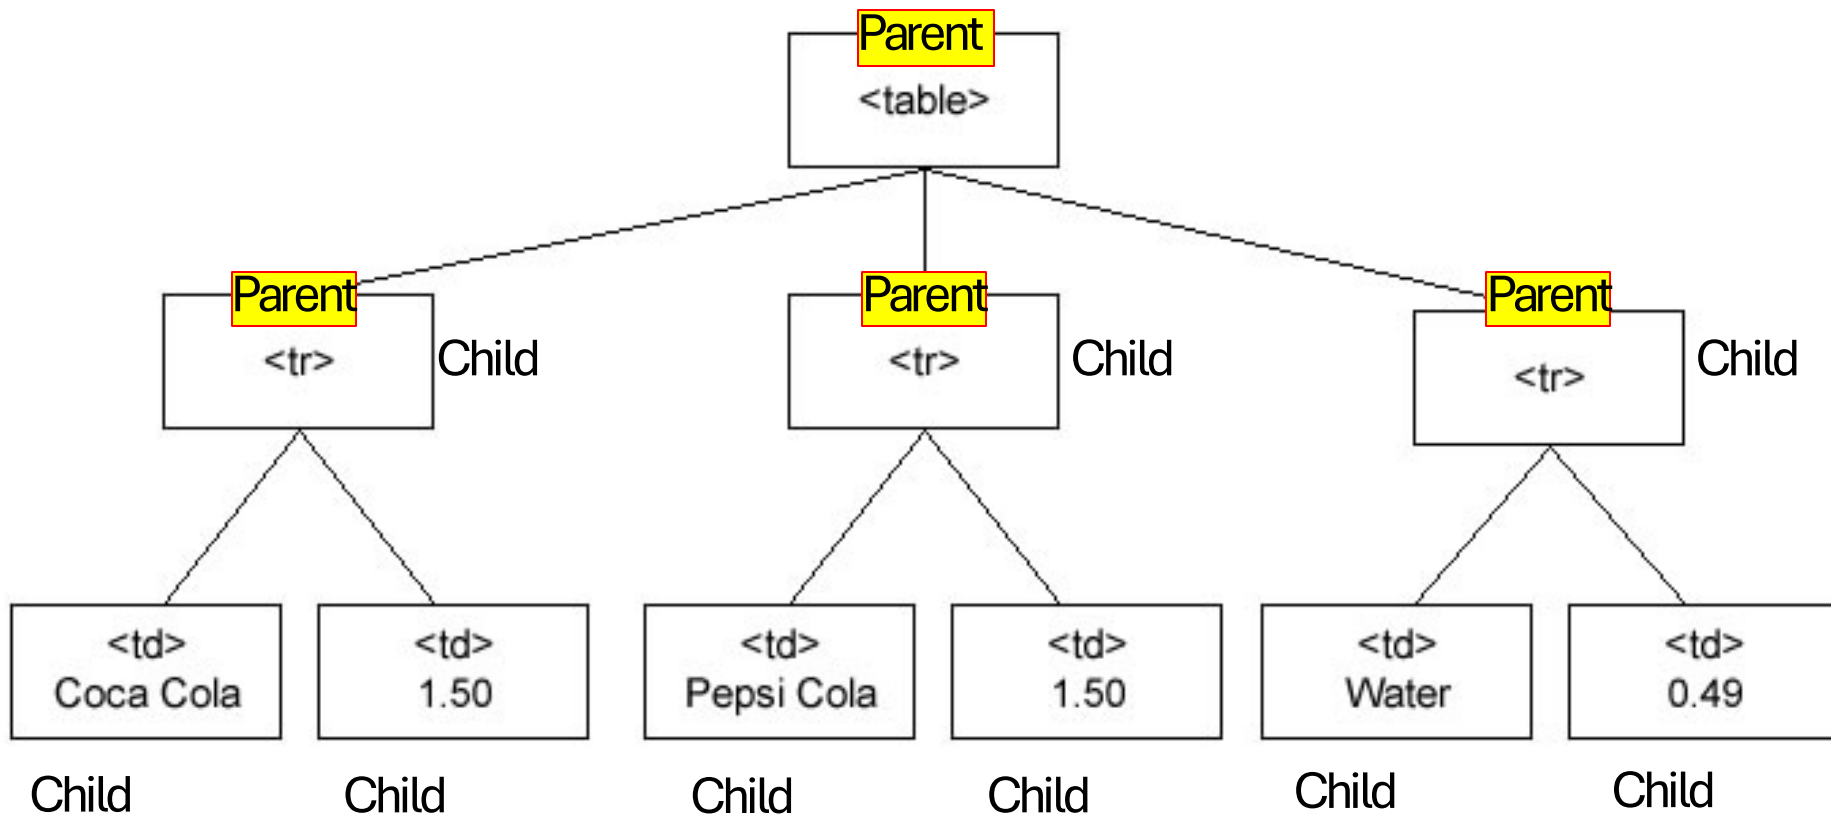 Parent
<table>
Parent
<tr>
Child
Parent
<tr>
Child
Parent
<tr>
Child
<td>
Coca Cola
<td>
1.50
<td>
Pepsi Cola
<td>
1.50
<td>
Water
<td>
0.49
Child
Child
Child
Child
Child
Child